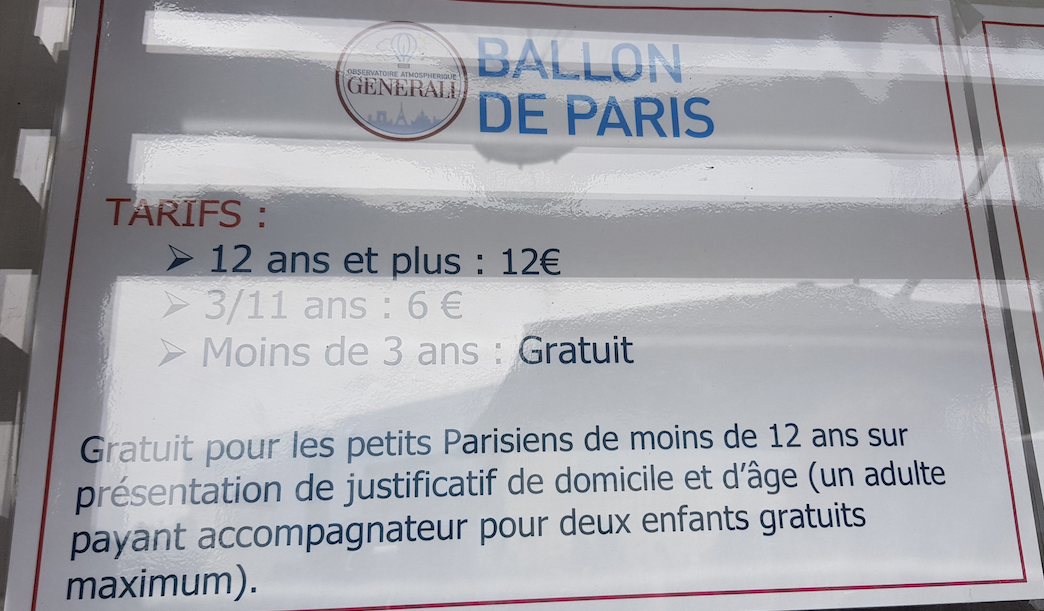 OBSERVATOIRE ATMOSPHERIQUE
GENERALI
BALLON
DE PARIS
TARIFS :
➢ 12 ans et plus : 12€
➢ 3/11 ans : 6 €
➢ Moins de 3 ans : Gratuit
Gratuit pour les petits Parisiens de moins de 12 ans sur
présentation de justificatif de domicile et d'âge (un adulte
payant accompagnateur pour deux enfants gratuits
maximum).